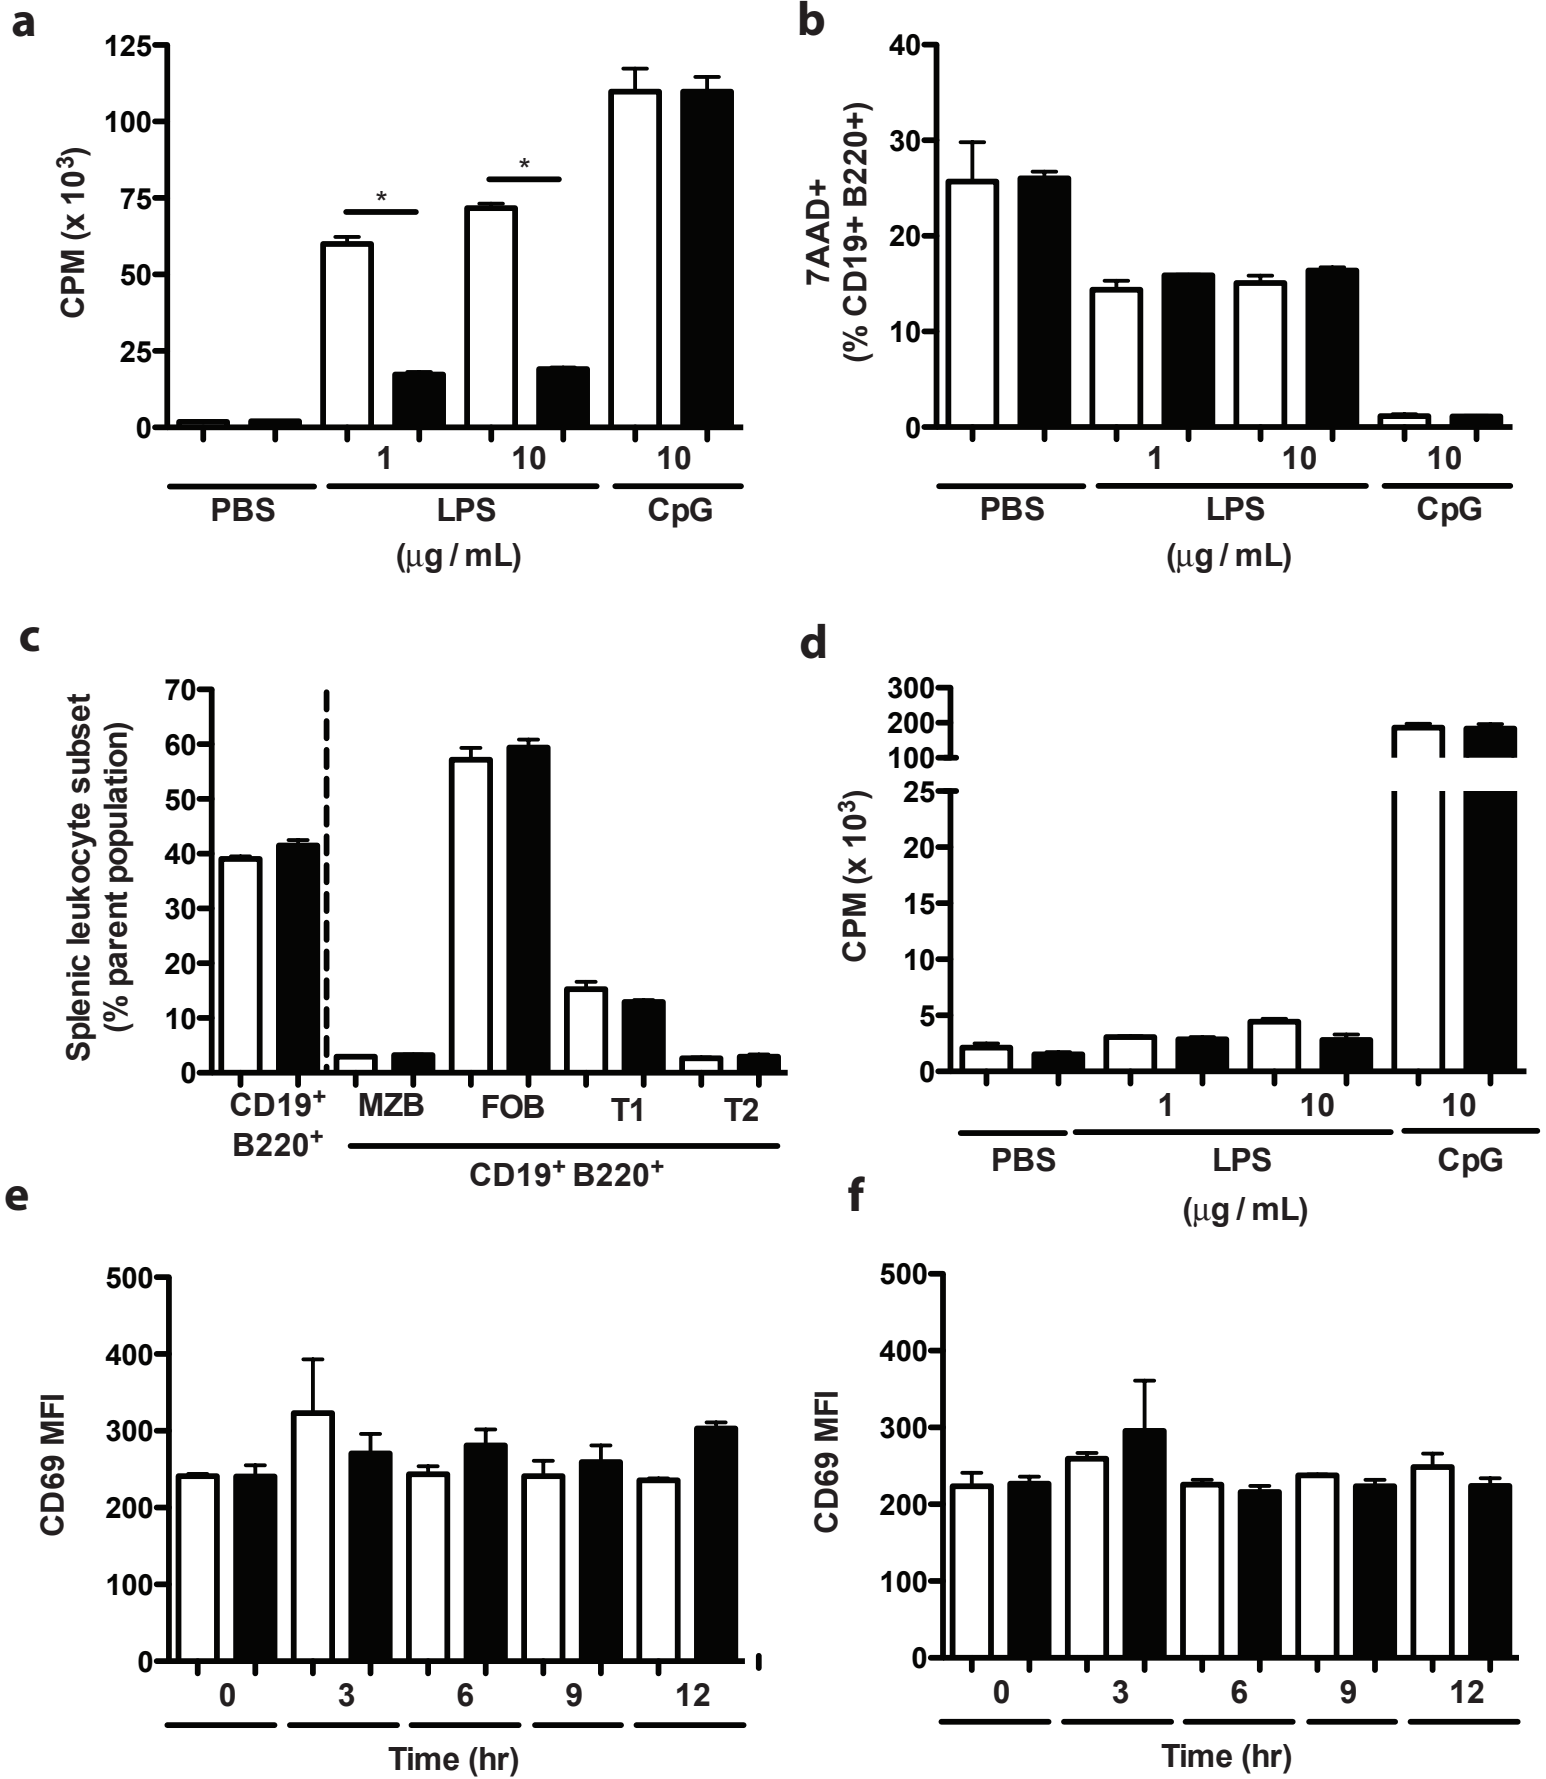 a
125
100
75
50
25
0
CPM (x 10³)
*
*
1 10 10
PBS LPS CpG
(μg / mL)
b
40
30
20
10
0
7AAD+
(% CD19+ B220+)
1 10 10
PBS LPS CpG
(μg / mL)
c
70
60
50
40
30
20
10
0
Splenic leukocyte subset
(% parent population)
CD19⁺ MZB FOB T1 T2
B220⁺
CD19⁺ B220⁺
d
300
200
100
25
20
15
10
5
0
CPM (x 10³)
1 10 10
PBS LPS CpG
(μg / mL)
e
500
400
300
200
100
0
CD69 MFI
0 3 6 9 12
Time (hr)
f
500
400
300
200
100
0
CD69 MFI
0 3 6 9 12
Time (hr)